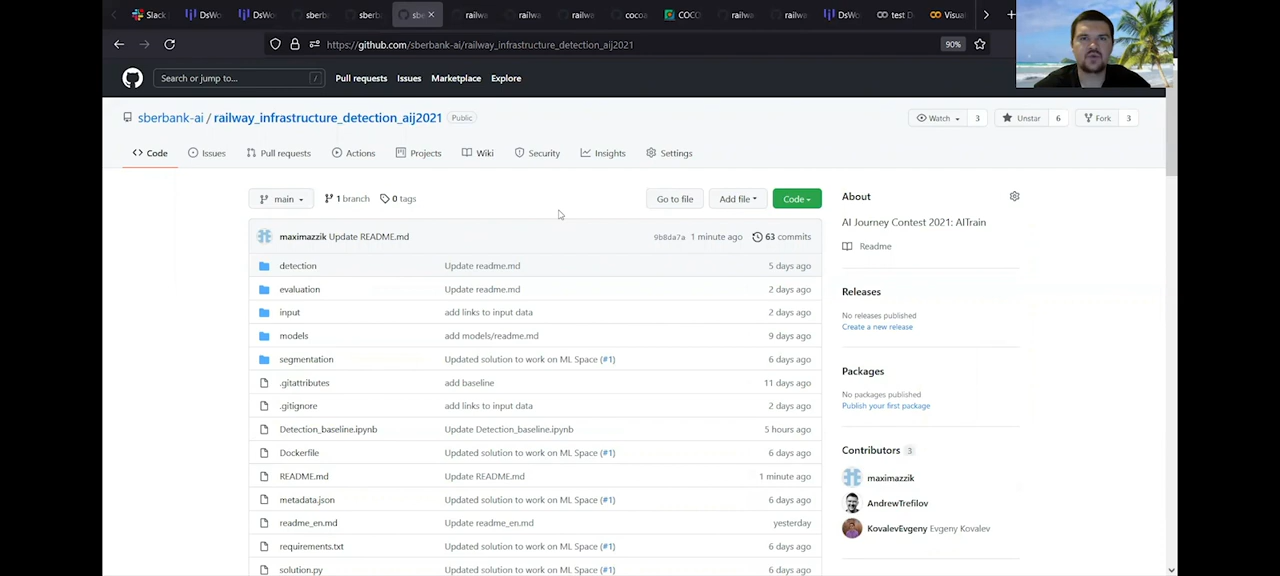 Slack
DsWo
DsWo
sberb
sberb
sbe
railwa
railwa
railwa
cocoa
COCO
railwa
railwa
DsWo
test D
Visual
https://github.com/sberbank-ai/railway_infrastructure_detection_aij2021
90%
Search or jump to...
/
Pull requests
Issues
Marketplace
Explore
sberbank-ai / railway_infrastructure_detection_aij2021
Public
Watch
3
Unstar
6
Fork
3
Code
Issues
Pull requests
Actions
Projects
Wiki
Security
Insights
Settings
main
1 branch
0 tags
Go to file
Add file
Code
maximazzik Update README.md
9b8da7a 1 minute ago
63 commits
detection
Update readme.md
5 days ago
evaluation
Update readme.md
2 days ago
input
add links to input data
2 days ago
models
add models/readme.md
9 days ago
segmentation
Updated solution to work on ML Space (#1)
6 days ago
.gitattributes
add baseline
11 days ago
.gitignore
add links to input data
2 days ago
Detection_baseline.ipynb
Update Detection_baseline.ipynb
5 hours ago
Dockerfile
Updated solution to work on ML Space (#1)
6 days ago
README.md
Update README.md
1 minute ago
metadata.json
Updated solution to work on ML Space (#1)
6 days ago
readme_en.md
Update readme_en.md
yesterday
requirements.txt
Updated solution to work on ML Space (#1)
6 days ago
solution.py
Updated solution to work on ML Space (#1)
6 days ago
About
AI Journey Contest 2021: AITrain
Readme
Releases
No releases published
Create a new release
Packages
No packages published
Publish your first package
Contributors 3
maximazzik
AndrewTrefilov
KovalevEvgeny Evgeny Kovalev